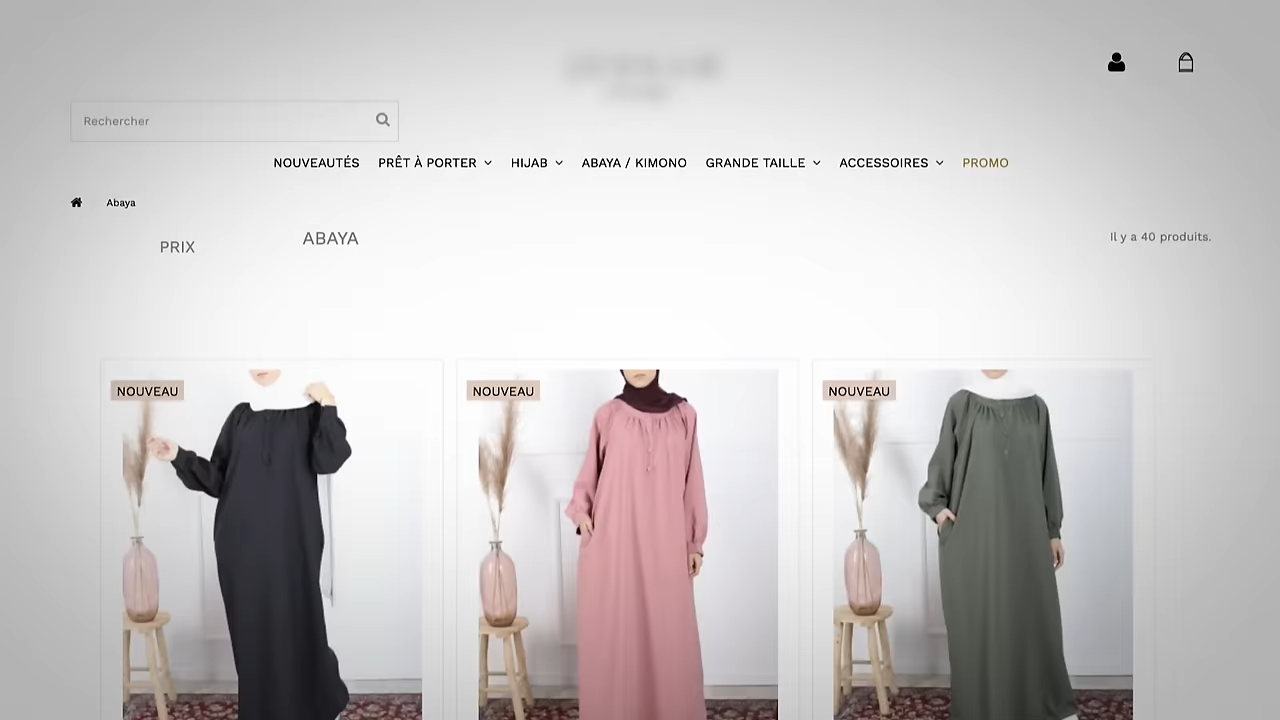 Rechercher
NOUVEAUTÉS PRÊT À PORTER HIJAB ABAYA / KIMONO GRANDE TAILLE ACCESSOIRES PROMO
Abaya
PRIX
ABAYA
Il y a 40 produits.
NOUVEAU
NOUVEAU
NOUVEAU